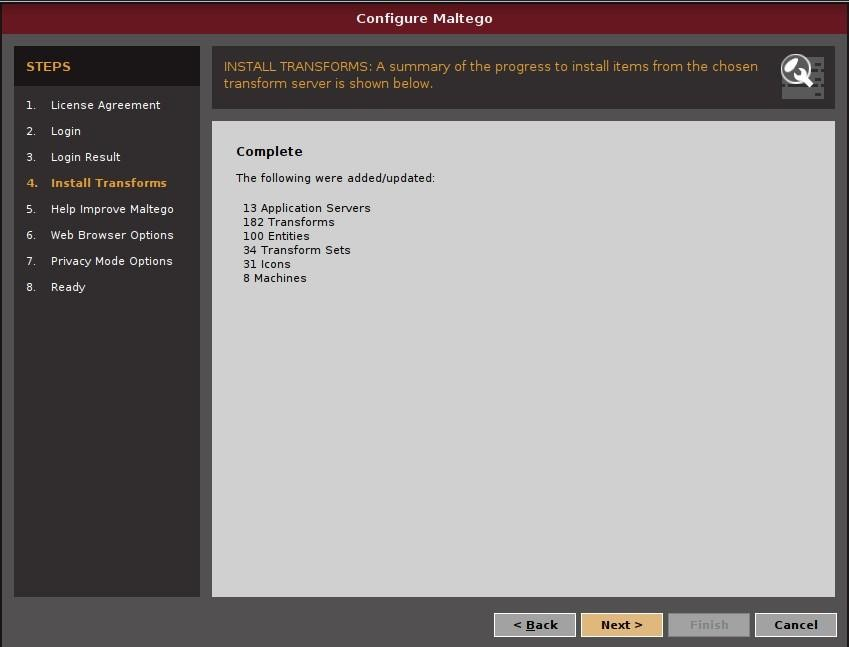 Configure Maltego
STEPS
1. License Agreement
2. Login
3. Login Result
4. Install Transforms
5. Help Improve Maltego
6. Web Browser Options
7. Privacy Mode Options
8. Ready
INSTALL TRANSFORMS: A summary of the progress to install items from the chosen
transform server is shown below.
Complete
The following were added/updated:
13 Application Servers
182 Transforms
100 Entities
34 Transform Sets
31 Icons
8 Machines
< Back
Next >
Finish
Cancel